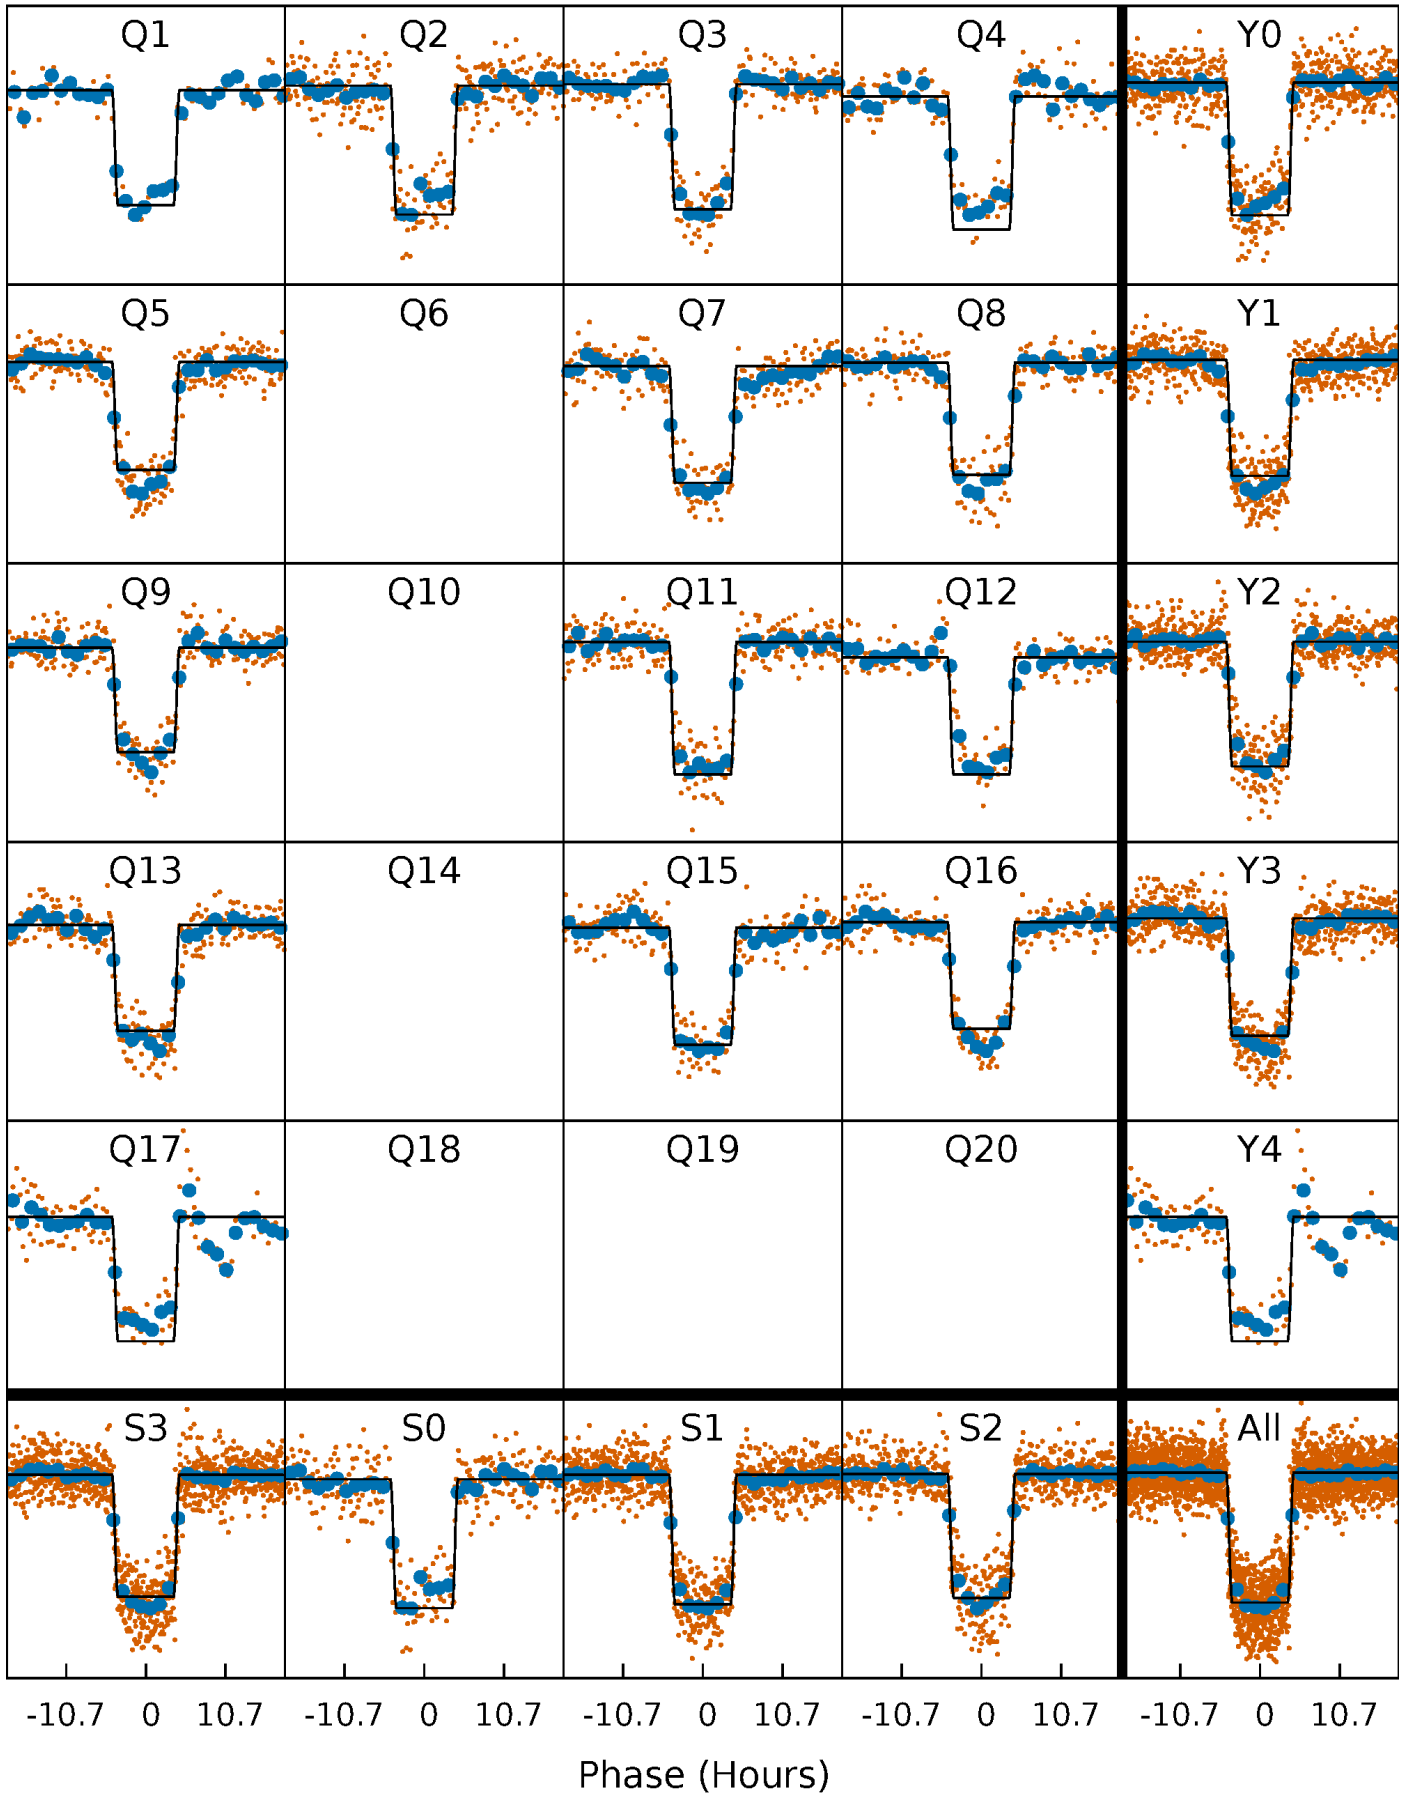 Q1 Q2 Q3 Q4 Y0
Q5 Q6 Q7 Q8 Y1
Q9 Q10 Q11 Q12 Y2
Q13 Q14 Q15 Q16 Y3
Q17 Q18 Q19 Q20 Y4
S3 S0 S1 S2 All
-10.7 0 10.7 -10.7 0 10.7 -10.7 0 10.7 -10.7 0 10.7 -10.7 0 10.7
Phase (Hours)